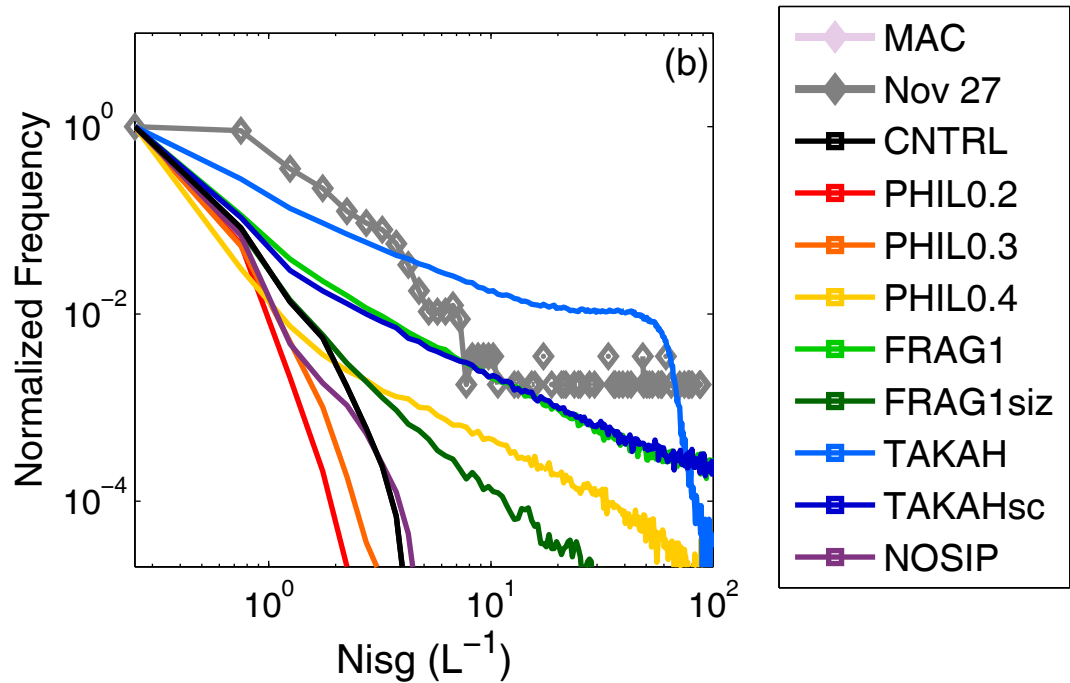 (b)
Normalized Frequency
10^0
10^−2
10^−4
10^0
10^1
10^2
Nisg (L^−1)
MAC
Nov 27
CNTRL
PHIL0.2
PHIL0.3
PHIL0.4
FRAG1
FRAG1siz
TAKAH
TAKAHsc
NOSIP